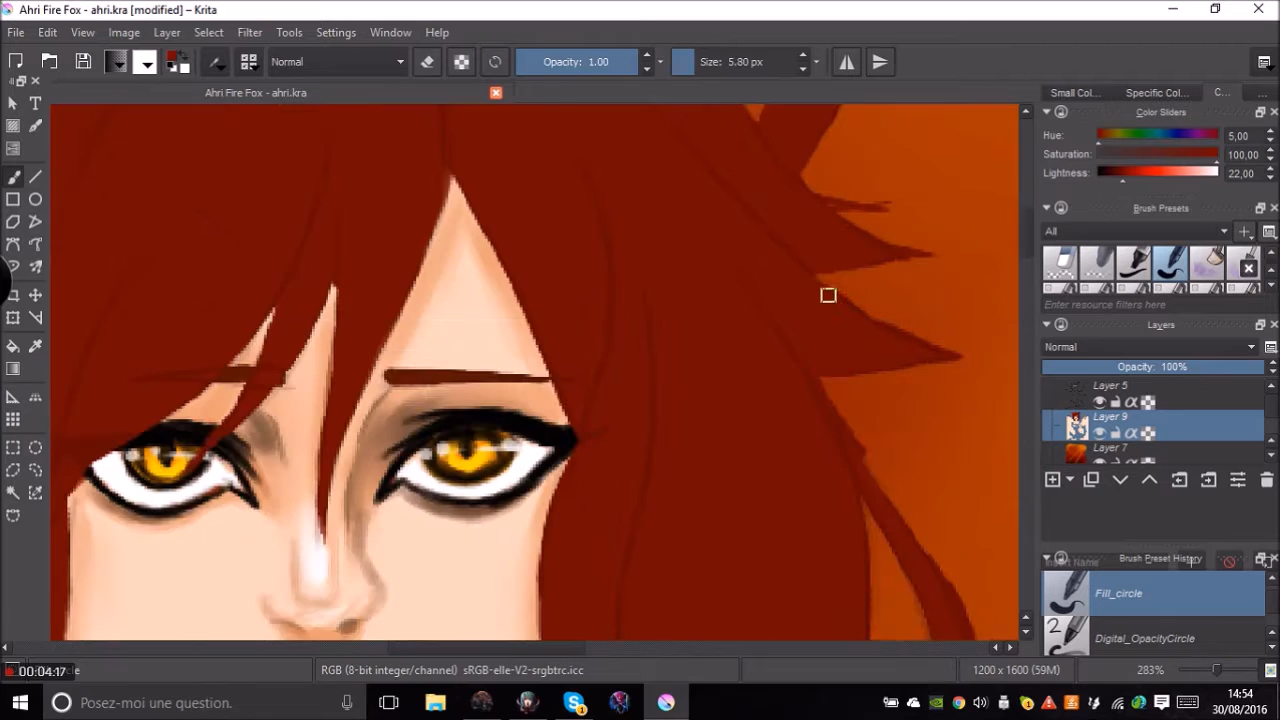 Ahri Fire Fox - ahri.kra [modified] – Krita
File Edit View Image Layer Select Filter Tools Settings Window Help
Normal Opacity: 1.00 Size: 5.80 px
Ahri Fire Fox - ahri.kra
Small Col... Specific Col... C... ...
Color Sliders
Hue: 5,00
Saturation: 100,00
Lightness: 22,00
Brush Presets
All
Enter resource filters here
Layers
Normal
Opacity: 100%
Layer 5
Layer 9
Layer 7
Brush Preset History
Insert Name
Fill_circle
2
Digital_OpacityCircle
00:04:17
RGB (8-bit integer/channel) sRGB-elle-V2-srgbtrc.icc
1200 x 1600 (59M)
283%
Posez-moi une question.
14:54
30/08/2016